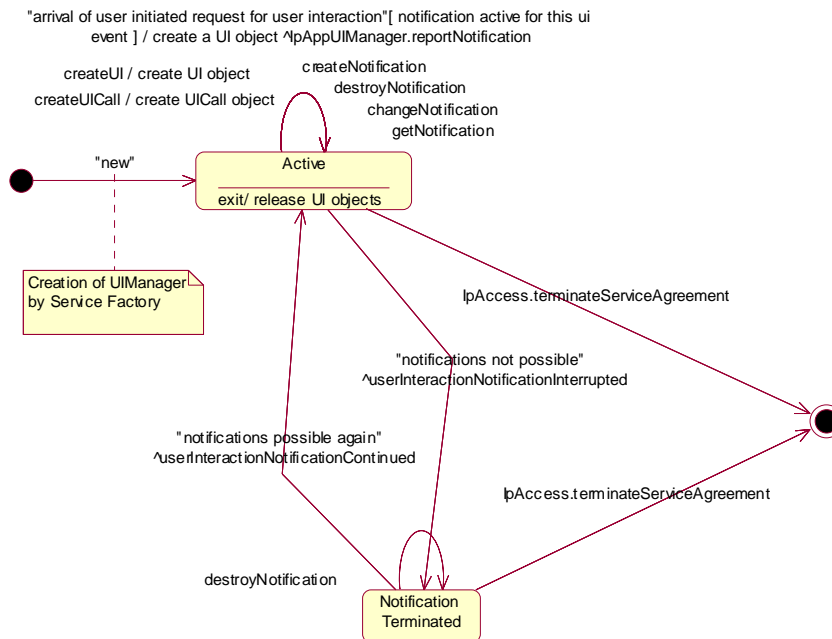 "arrival of user initiated request for user interaction"[ notification active for this ui
event ] / create a UI object ^IpAppUIManager.reportNotification
createUI / create UI object
createUICall / create UICall object
createNotification
destroyNotification
changeNotification
getNotification
"new"
Active
exit/ release UI objects
Creation of UIManager
by Service Factory
IpAccess.terminateServiceAgreement
"notifications not possible"
^userInteractionNotificationInterrupted
"notifications possible again"
^userInteractionNotificationContinued
IpAccess.terminateServiceAgreement
destroyNotification
Notification
Terminated